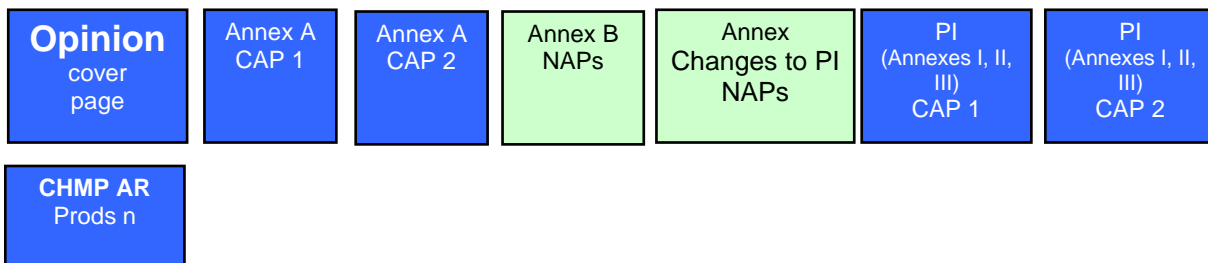 Opinion
cover
page
Annex A
CAP 1
Annex A
CAP 2
Annex B
NAPs
Annex
Changes to PI
NAPs
PI
(Annexes I, II,
III)
CAP 1
PI
(Annexes I, II,
III)
CAP 2
CHMP AR
Prods n